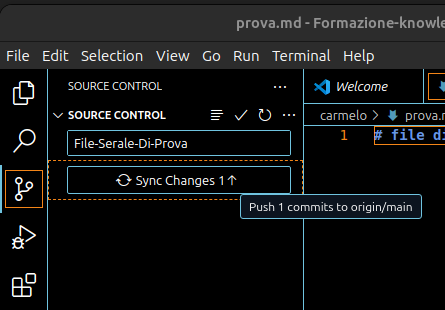 prova.md - Formazione-knowle
File Edit Selection View Go Run Terminal Help
SOURCE CONTROL
Welcome
SOURCE CONTROL
carmelo > prova.m
File-Serale-Di-Prova
1 # file di
Sync Changes 1↑
Push 1 commits to origin/main